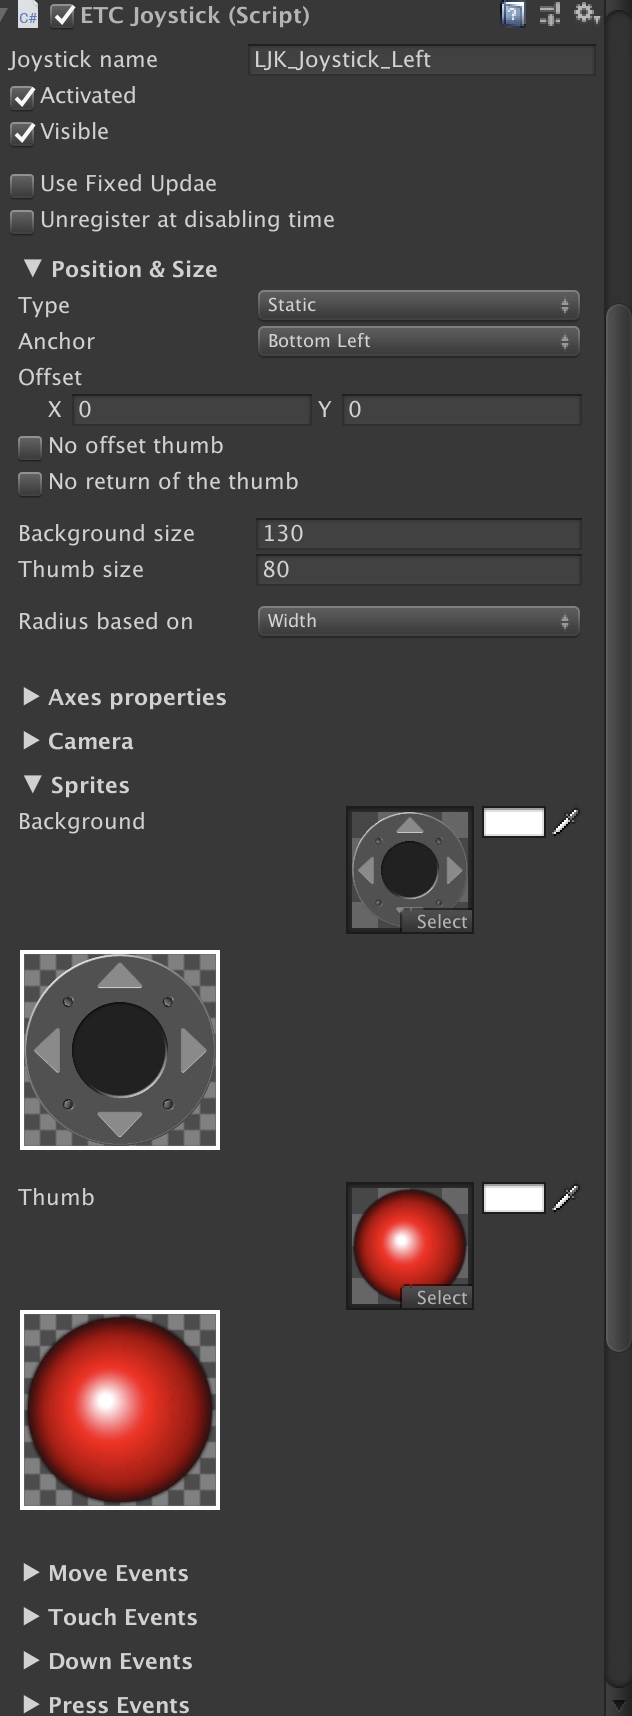 C#
ETC Joystick (Script)
?
Joystick name LJK_Joystick_Left
Activated
Visible
Use Fixed Updae
Unregister at disabling time
Position & Size
Type Static
Anchor Bottom Left
Offset
X 0 Y 0
No offset thumb
No return of the thumb
Background size 130
Thumb size 80
Radius based on Width
Axes properties
Camera
Sprites
Background
Select
Thumb
Select
Move Events
Touch Events
Down Events
Press Events